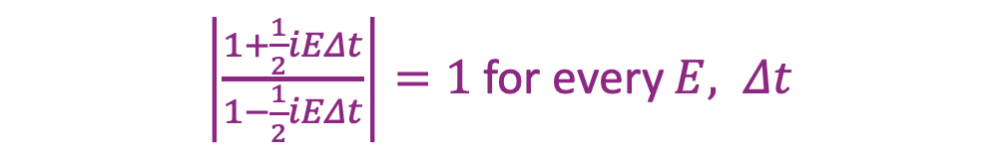 |(1+½iEΔt)/(1−½iEΔt)| = 1 for every E, Δt